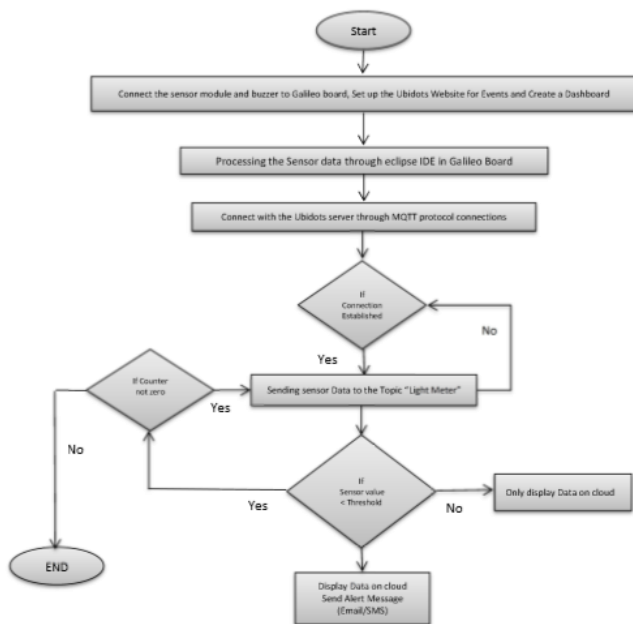 Start
Connect the sensor module and buzzer to Galileo board, Set up the Ubidots Website for Events and Create a Dashboard
Processing the Sensor data through eclipse IDE in Galileo Board
Connect with the Ubidots server through MQTT protocol connections
If
Connection
Established
No
Yes
If Counter
not zero
Yes
Sending sensor Data to the Topic "Light Meter"
No
If
Sensor value
< Threshold
Yes
No
Only display Data on cloud
END
Display Data on cloud
Send Alert Message
(Email/SMS)